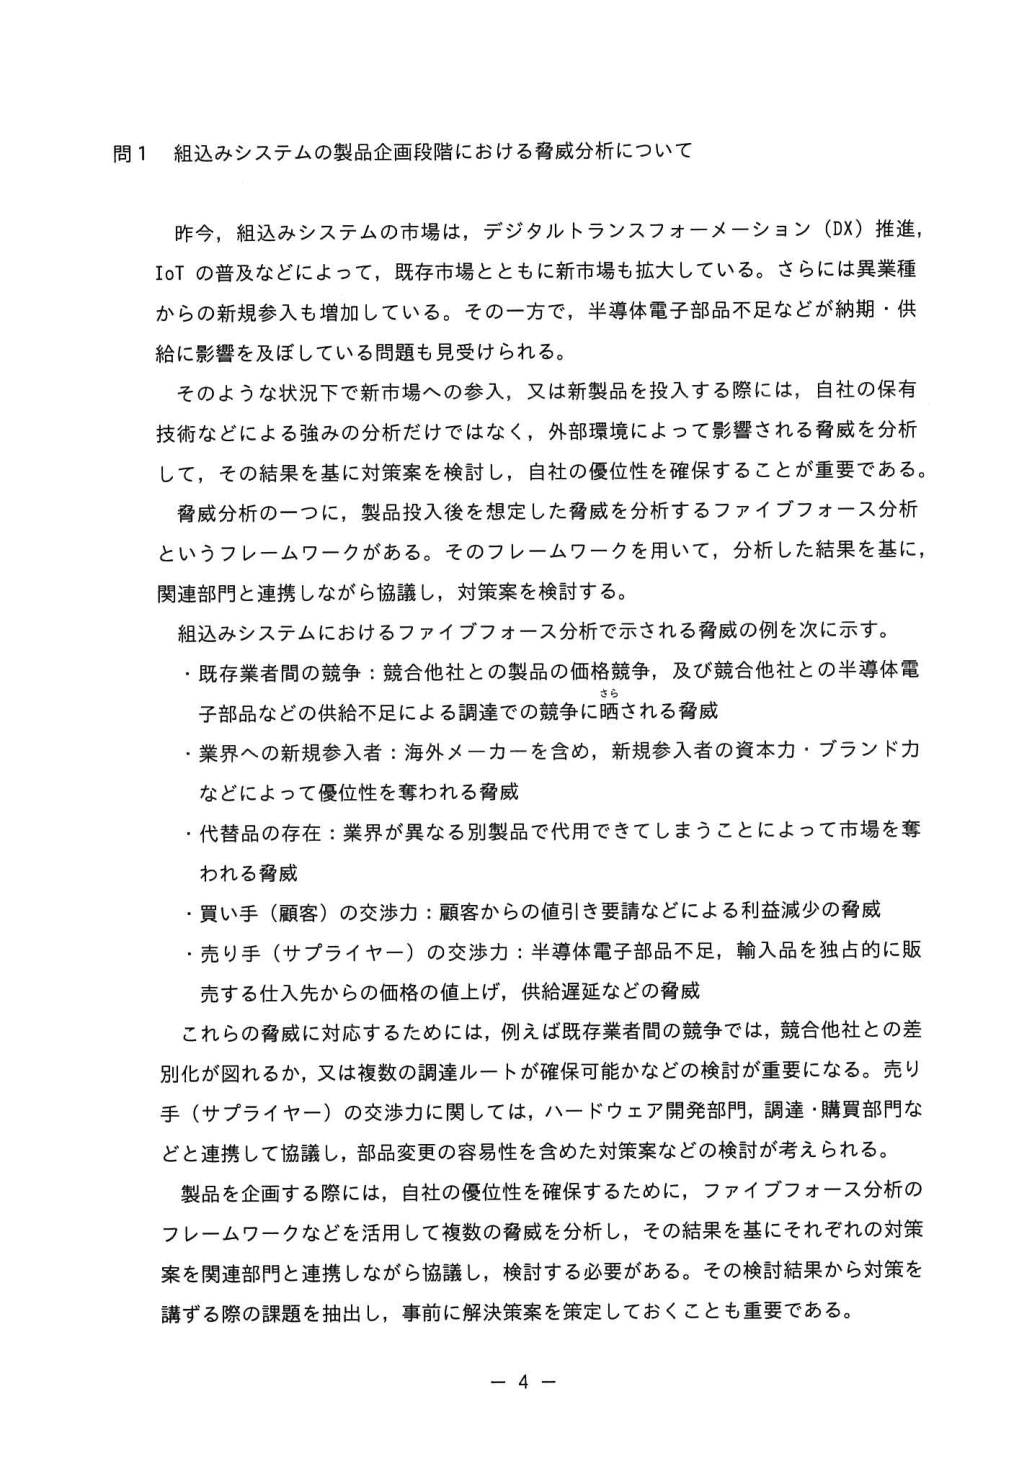 問1　組込みシステムの製品企画段階における脅威分析について
昨今，組込みシステムの市場は，デジタルトランスフォーメーション（DX）推進，
IoT の普及などによって，既存市場とともに新市場も拡大している。さらには異業種
からの新規参入も増加している。その一方で，半導体電子部品不足などが納期・供
給に影響を及ぼしている問題も見受けられる。
そのような状況下で新市場への参入，又は新製品を投入する際には，自社の保有
技術などによる強みの分析だけではなく，外部環境によって影響される脅威を分析
して，その結果を基に対策案を検討し，自社の優位性を確保することが重要である。
脅威分析の一つに，製品投入後を想定した脅威を分析するファイブフォース分析
というフレームワークがある。そのフレームワークを用いて，分析した結果を基に，
関連部門と連携しながら協議し，対策案を検討する。
組込みシステムにおけるファイブフォース分析で示される脅威の例を次に示す。
・既存業者間の競争：競合他社との製品の価格競争，及び競合他社との半導体電
さら
子部品などの供給不足による調達での競争に晒される脅威
・業界への新規参入者：海外メーカーを含め，新規参入者の資本力・ブランド力
などによって優位性を奪われる脅威
・代替品の存在：業界が異なる別製品で代用できてしまうことによって市場を奪
われる脅威
・買い手（顧客）の交渉力：顧客からの値引き要請などによる利益減少の脅威
・売り手（サプライヤー）の交渉力：半導体電子部品不足，輸入品を独占的に販
売する仕入先からの価格の値上げ，供給遅延などの脅威
これらの脅威に対応するためには，例えば既存業者間の競争では，競合他社との差
別化が図れるか，又は複数の調達ルートが確保可能かなどの検討が重要になる。売り
手（サプライヤー）の交渉力に関しては，ハードウェア開発部門，調達・購買部門な
どと連携して協議し，部品変更の容易性を含めた対策案などの検討が考えられる。
製品を企画する際には，自社の優位性を確保するために，ファイブフォース分析の
フレームワークなどを活用して複数の脅威を分析し，その結果を基にそれぞれの対策
案を関連部門と連携しながら協議し，検討する必要がある。その検討結果から対策を
講ずる際の課題を抽出し，事前に解決策案を策定しておくことも重要である。
－ 4 －